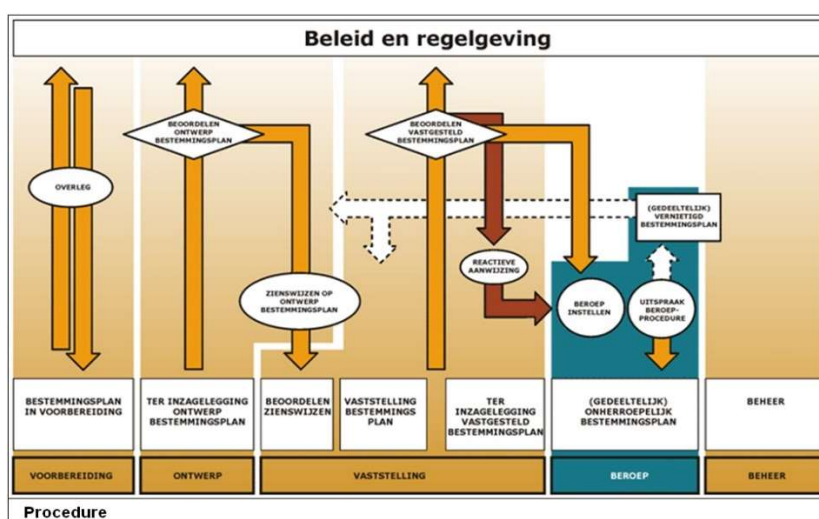 Beleid en regelgeving
BEOORDELEN
ONTWERP
BESTEMMINGSPLAN
BEOORDELEN
VASTGESTELD
BESTEMMINGSPLAN
OVERLEG
(GEDEELTELIJK)
VERNIETIGD
BESTEMMINGSPLAN
REACTIEVE
AANWIJZING
ZIENSWIJZEN OP
ONTWERP
BESTEMMINGSPLAN
BEROEP
INSTELLEN
UITSPRAAK
BEROEP-
PROCEDURE
BESTEMMINGSPLAN
IN VOORBEREIDING
TER INZAGELEGGING
ONTWERP
BESTEMMINGSPLAN
BEOORDELEN
ZIENSWIJZEN
VASTSTELLING
BESTEMMINGS
PLAN
TER
INZAGELEGGING
VASTGESTELD
BESTEMMINGSPLAN
(GEDEELTELIJK)
ONHERROEPELIJK
BESTEMMINGSPLAN
BEHEER
VOORBEREIDING
ONTWERP
VASTSTELLING
BEROEP
BEHEER
Procedure